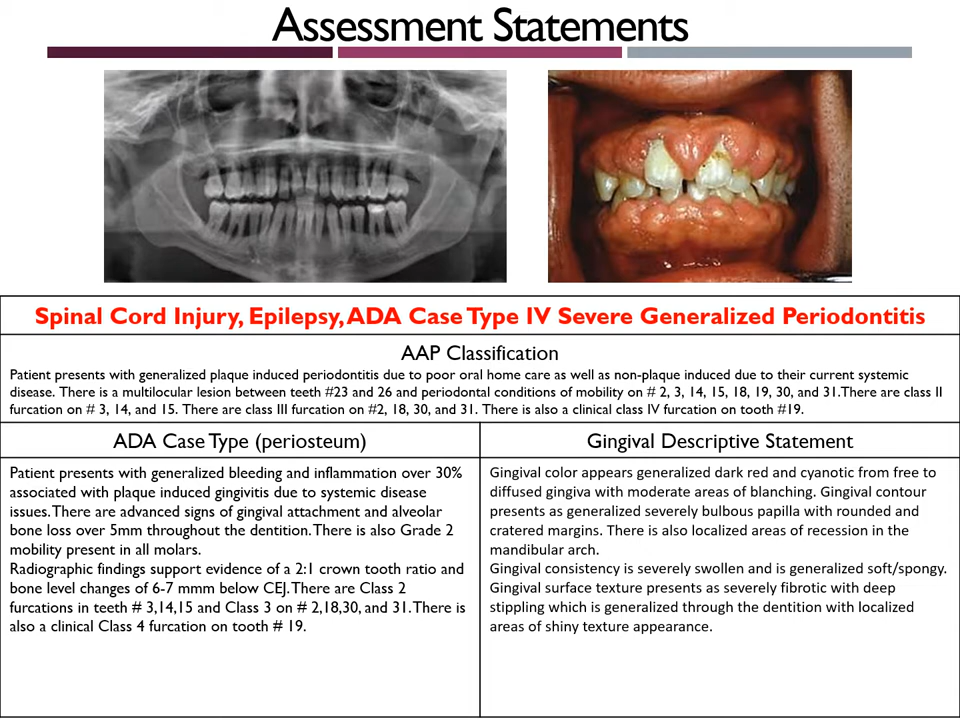 Assessment Statements
Spinal Cord Injury, Epilepsy, ADA Case Type IV Severe Generalized Periodontitis
AAP Classification
Patient presents with generalized plaque induced periodontitis due to poor oral home care as well as non-plaque induced due to their current systemic
disease. There is a multilocular lesion between teeth #23 and 26 and periodontal conditions of mobility on # 2, 3, 14, 15, 18, 19, 30, and 31.There are class II
furcation on # 3, 14, and 15. There are class III furcation on #2, 18, 30, and 31. There is also a clinical class IV furcation on tooth #19.
ADA Case Type (periosteum)
Patient presents with generalized bleeding and inflammation over 30%
associated with plaque induced gingivitis due to systemic disease
issues. There are advanced signs of gingival attachment and alveolar
bone loss over 5mm throughout the dentition. There is also Grade 2
mobility present in all molars.
Radiographic findings support evidence of a 2:1 crown tooth ratio and
bone level changes of 6-7 mmm below CEJ. There are Class 2
furcations in teeth # 3,14,15 and Class 3 on # 2,18,30, and 31. There is
also a clinical Class 4 furcation on tooth # 19.
Gingival Descriptive Statement
Gingival color appears generalized dark red and cyanotic from free to
diffused gingiva with moderate areas of blanching. Gingival contour
presents as generalized severely bulbous papilla with rounded and
cratered margins. There is also localized areas of recession in the
mandibular arch.
Gingival consistency is severely swollen and is generalized soft/spongy.
Gingival surface texture presents as severely fibrotic with deep
stippling which is generalized through the dentition with localized
areas of shiny texture appearance.